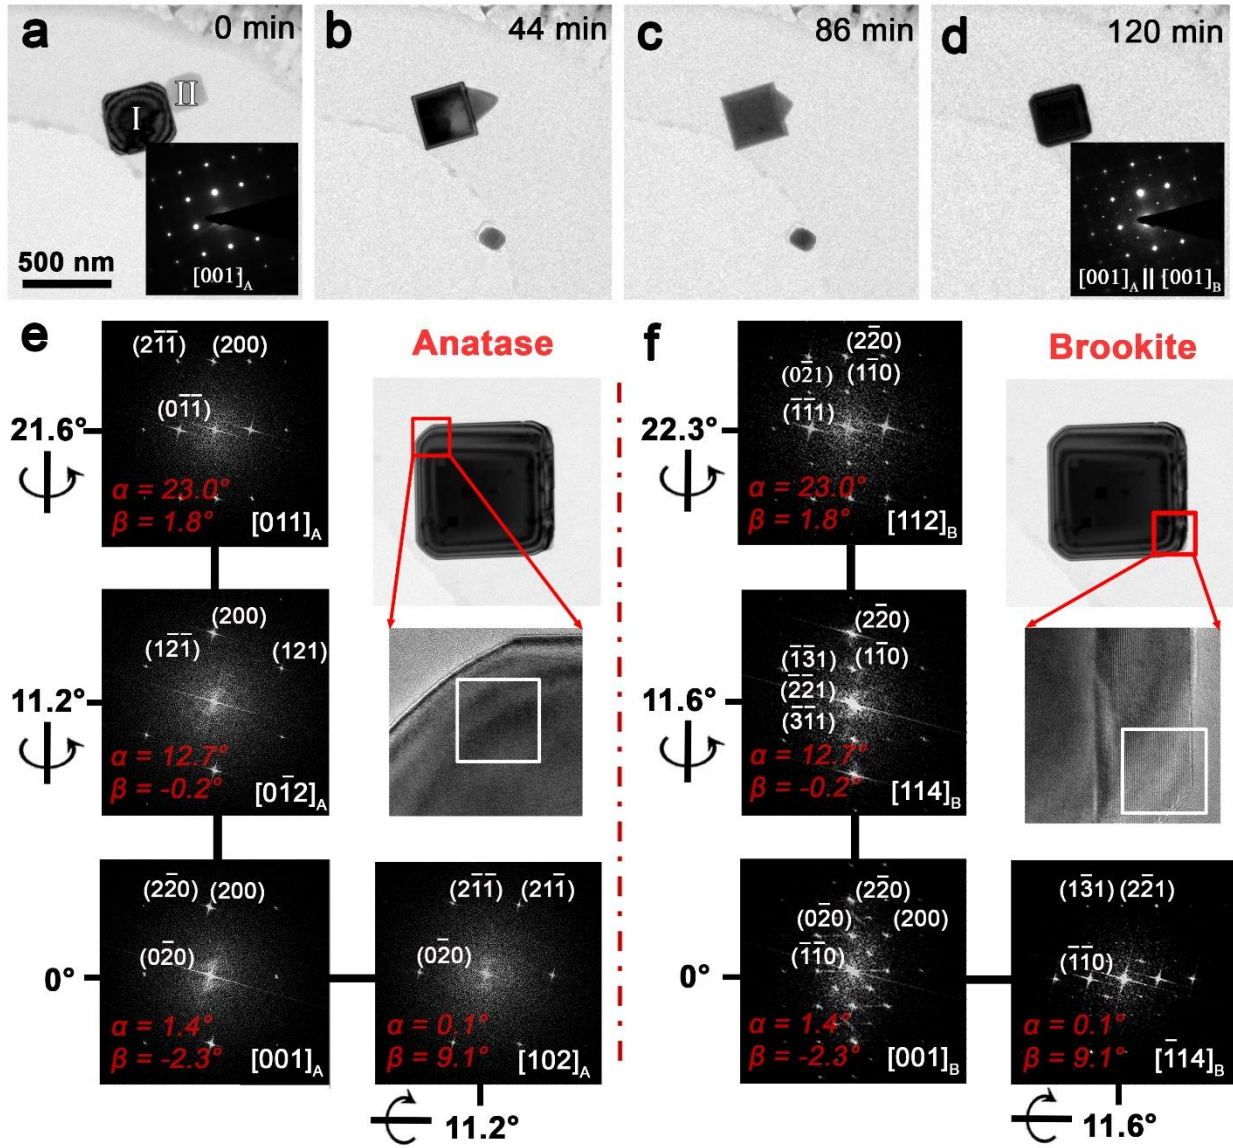 a
0 min
I
II
500 nm
[001]A
b
44 min
c
86 min
d
120 min
[001]A || [001]B
e
(21̅1̅) (200)
(01̅1̅)
21.6°
α = 23.0°
β = 1.8°
[011]A
Anatase
(200)
(12̅1̅)
(121)
11.2°
α = 12.7°
β = -0.2°
[01̅2]A
(22̅0) (200)
(02̅0)
0°
α = 1.4°
β = -2.3°
[001]A
(21̅1̅) (211̅)
(02̅0)
α = 0.1°
β = 9.1°
[102]A
11.2°
f
(22̅0)
(02̅1) (11̅0)
(1̅1̅1)
22.3°
α = 23.0°
β = 1.8°
[112]B
Brookite
(22̅0)
(1̅3̅1) (11̅0)
(2̅2̅1)
(3̅1̅1)
11.6°
α = 12.7°
β = -0.2°
[114]B
(22̅0)
(02̅0) (200)
(1̅1̅0)
0°
α = 1.4°
β = -2.3°
[001]B
(13̅1) (22̅1)
(1̅1̅0)
α = 0.1°
β = 9.1°
[1̅14]B
11.6°